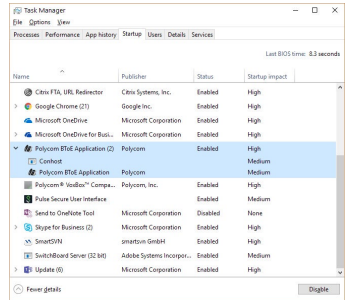 Task Manager
File Options View
Processes Performance App history Startup Users Details Services
Last BIOS time: 8.3 seconds
Name Publisher Status Startup impact
Citrix FTA, URL Redirector Citrix Systems, Inc. Enabled High
Google Chrome (21) Google Inc. Enabled High
Microsoft OneDrive Microsoft Corporation Enabled High
Microsoft OneDrive for Busi... Microsoft Corporation Enabled High
Polycom BToE Application (2) Polycom Enabled High
Conhost Medium
Polycom BToE Application Polycom Medium
Polycom® VoxBox™ Compa... Polycom, Inc. Enabled High
Pulse Secure User Interface Enabled Medium
Send to OneNote Tool Microsoft Corporation Disabled None
Skype for Business (2) Microsoft Corporation Enabled High
SmartSVN smartsvn GmbH Enabled High
SwitchBoard Server (32 bit) Adobe Systems Incorpor... Enabled Medium
Update (6) Microsoft Corporation Enabled High
Fewer details Disable